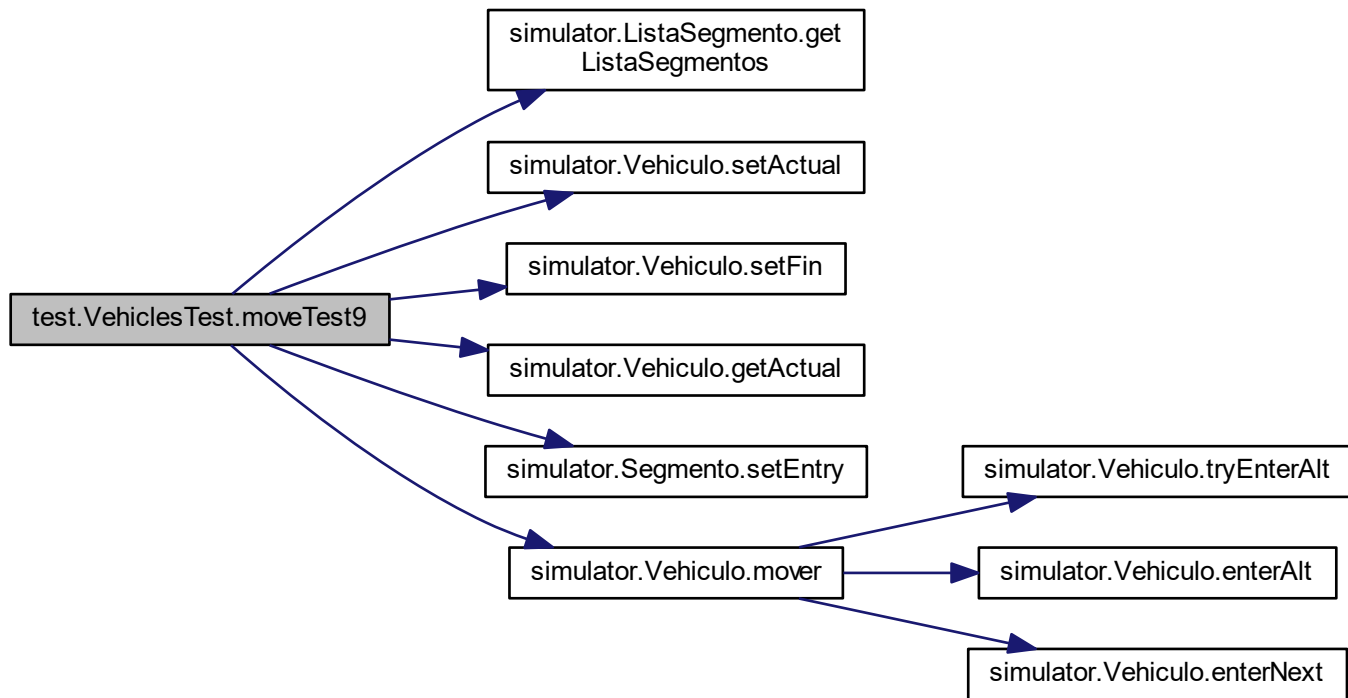 simulator.ListaSegmento.get
ListaSegmentos
simulator.Vehiculo.setActual
simulator.Vehiculo.setFin
test.VehiclesTest.moveTest9
simulator.Vehiculo.getActual
simulator.Segmento.setEntry
simulator.Vehiculo.tryEnterAlt
simulator.Vehiculo.mover
simulator.Vehiculo.enterAlt
simulator.Vehiculo.enterNext